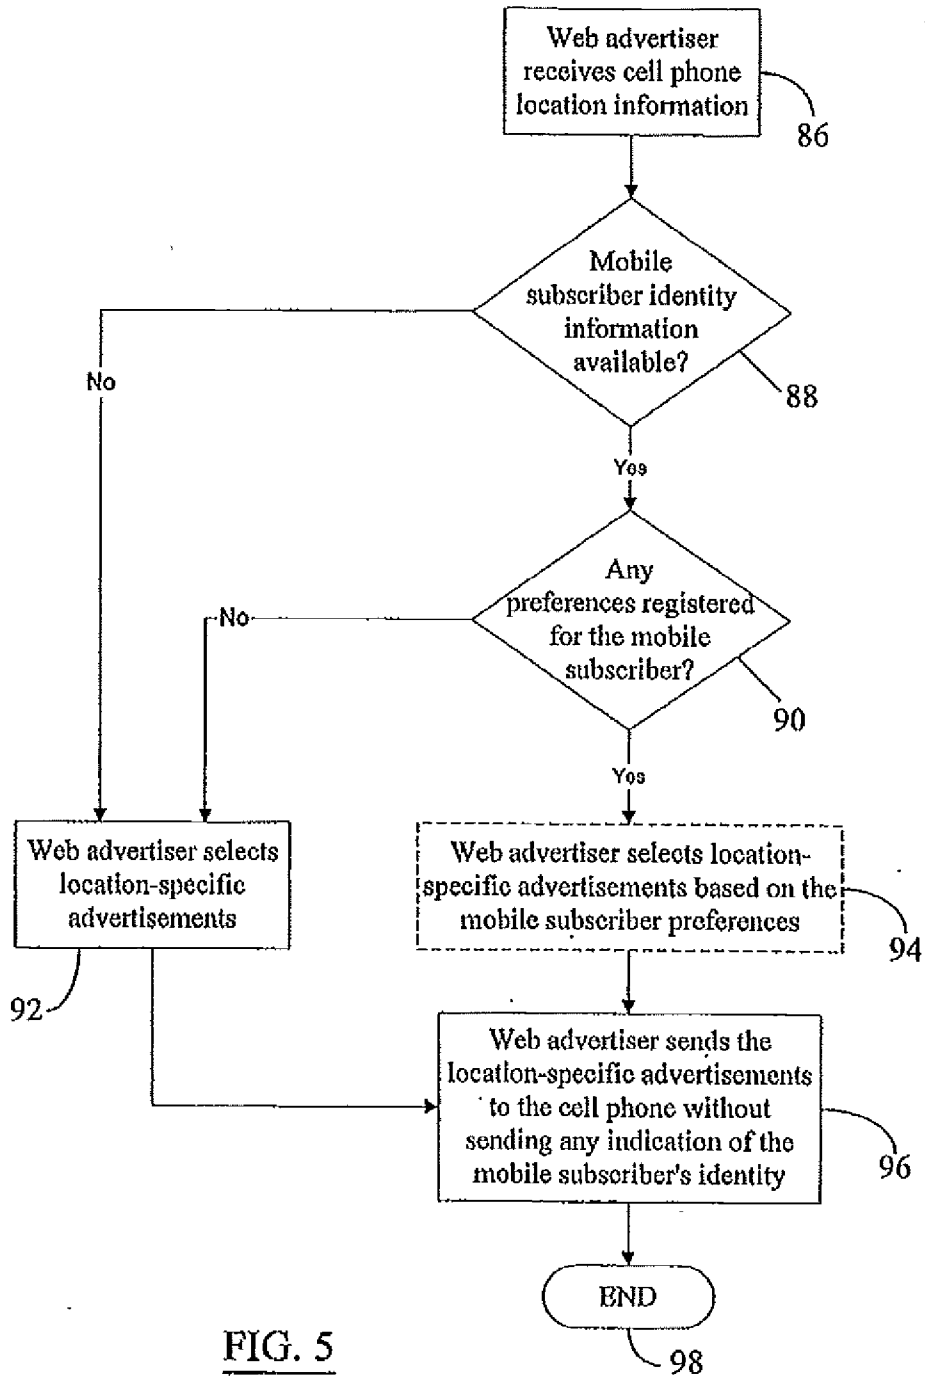 Web advertiser
receives cell phone
location information
86
Mobile
subscriber identity
information
available?
88
No
Yes
Any
preferences registered
for the mobile
subscriber?
90
No
Yes
Web advertiser selects
location-specific
advertisements
92
Web advertiser selects location-
specific advertisements based on the
mobile subscriber preferences
94
Web advertiser sends the
location-specific advertisements
to the cell phone without
sending any indication of the
mobile subscriber's identity
96
END
98
FIG. 5